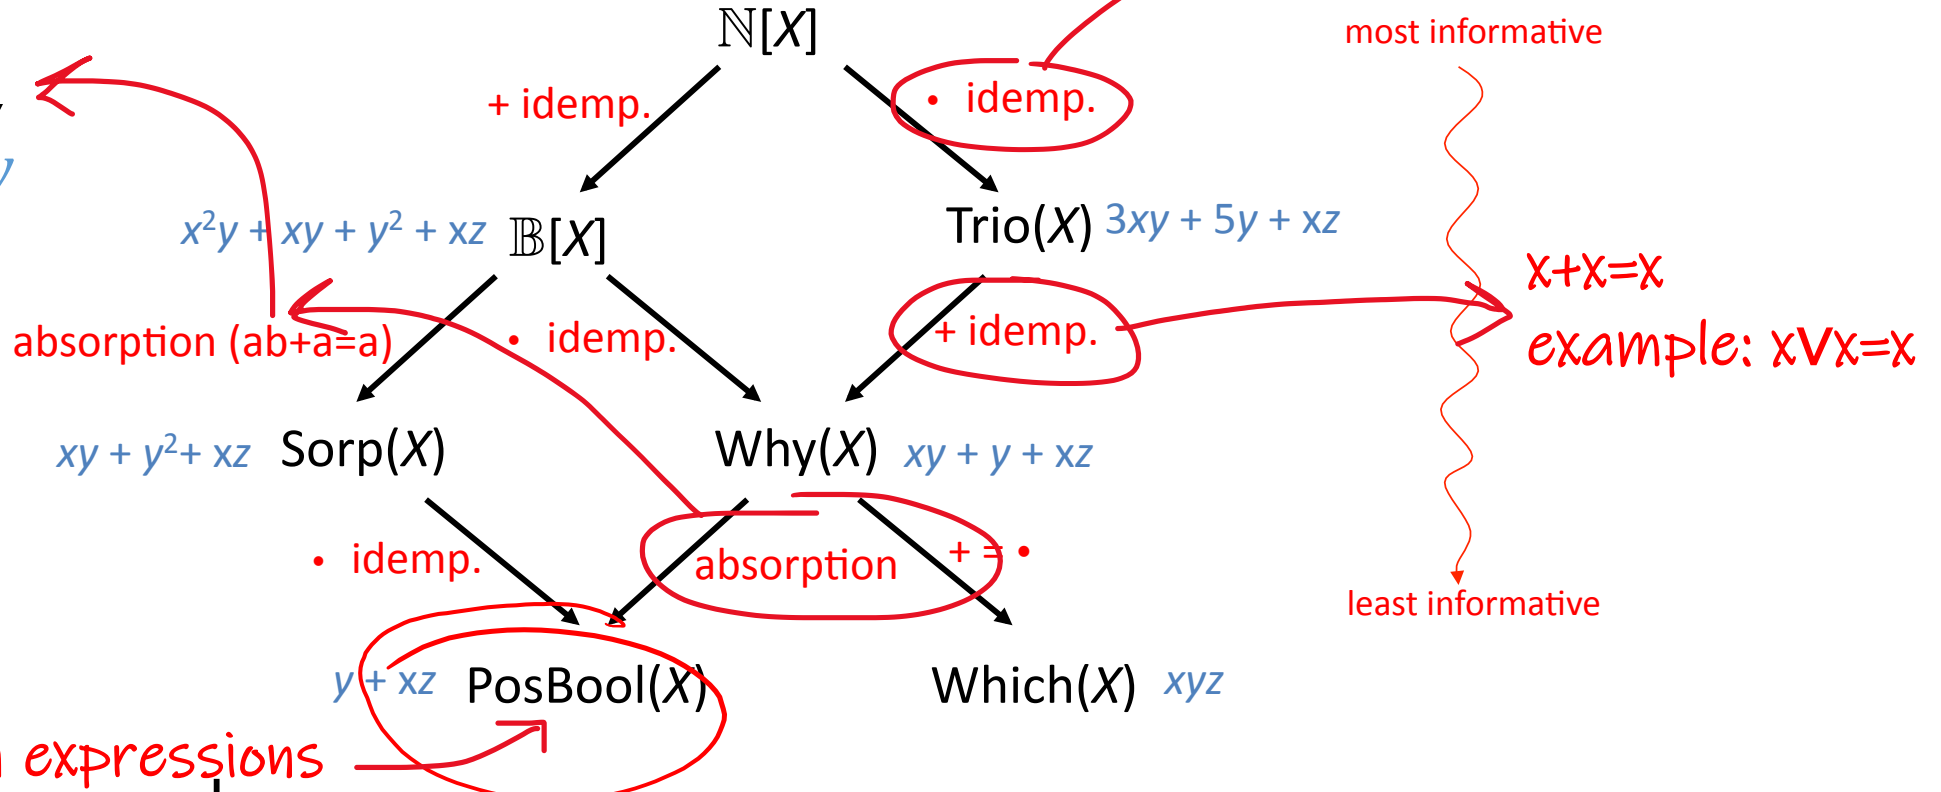 ℕ[X]
most informative
+ idemp.
• idemp.
y
x²y + xy + y² + xz
𝔹[X]
Trio(X)
3xy + 5y + xz
x+x=x
absorption (ab+a=a)
• idemp.
+ idemp.
example: x∨x=x
xy + y²+ xz
Sorp(X)
Why(X)
xy + y + xz
• idemp.
absorption
+ = •
least informative
y + xz
PosBool(X)
Which(X)
xyz
expressions